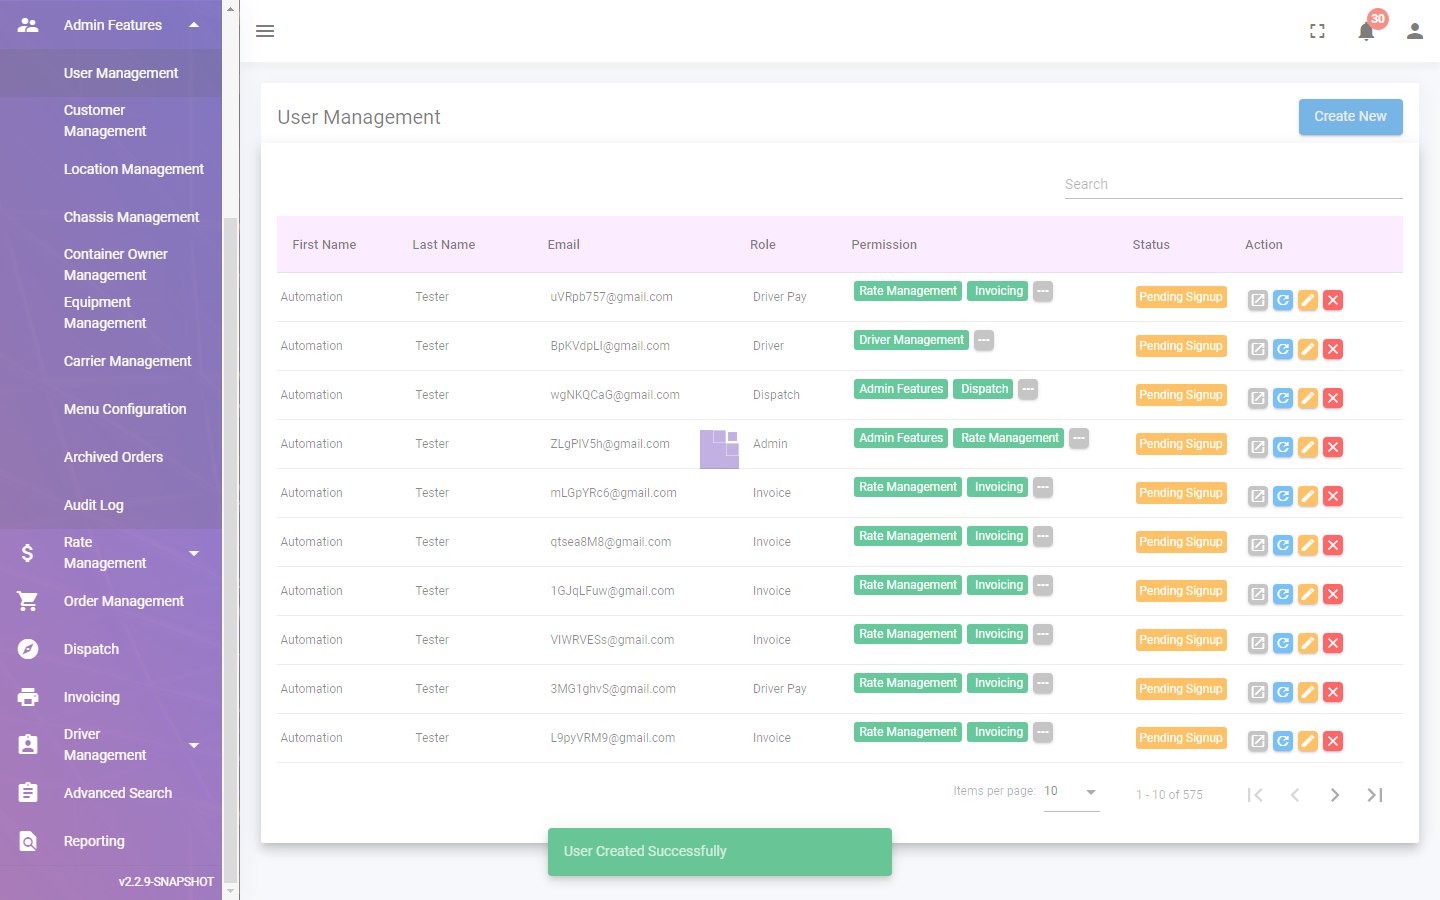 Admin Features
User Management
Customer
Management
Location Management
Chassis Management
Container Owner
Management
Equipment
Management
Carrier Management
Menu Configuration
Archived Orders
Audit Log
Rate
Management
Order Management
Dispatch
Invoicing
Driver
Management
Advanced Search
Reporting
v2.2.9-SNAPSHOT
30
User Management
Create New
Search
First Name Last Name Email Role Permission Status Action
Automation Tester uVRpb757@gmail.com Driver Pay Rate Management Invoicing --- Pending Signup
Automation Tester BpKVdpLI@gmail.com Driver Driver Management --- Pending Signup
Automation Tester wgNKQCaG@gmail.com Dispatch Admin Features Dispatch --- Pending Signup
Automation Tester ZLgPIV5h@gmail.com Admin Admin Features Rate Management --- Pending Signup
Automation Tester mLGpYRc6@gmail.com Invoice Rate Management Invoicing --- Pending Signup
Automation Tester qtsea8M8@gmail.com Invoice Rate Management Invoicing --- Pending Signup
Automation Tester 1GJqLFuw@gmail.com Invoice Rate Management Invoicing --- Pending Signup
Automation Tester VIWRVESs@gmail.com Invoice Rate Management Invoicing --- Pending Signup
Automation Tester 3MG1ghvS@gmail.com Driver Pay Rate Management Invoicing --- Pending Signup
Automation Tester L9pyVRM9@gmail.com Invoice Rate Management Invoicing --- Pending Signup
Items per page: 10 1 - 10 of 575
User Created Successfully